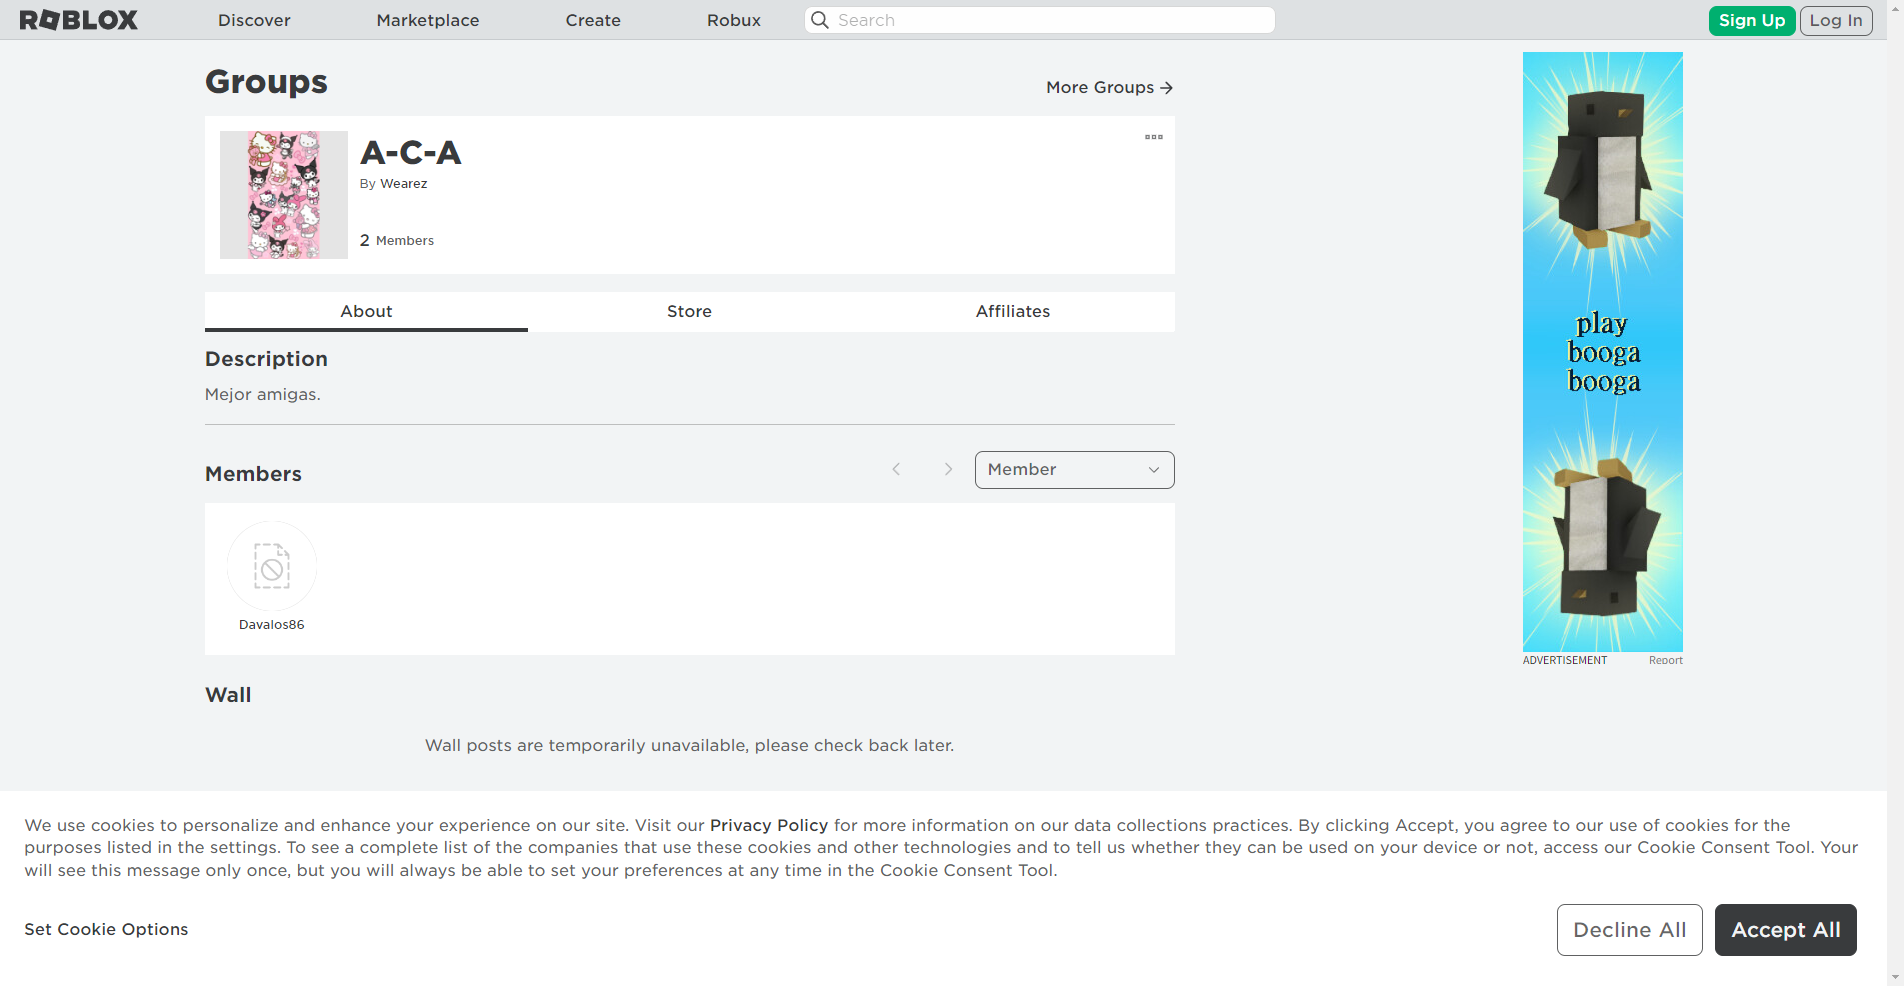 ROBLOX
Discover
Marketplace
Create
Robux
Search
Sign Up
Log In
Groups
More Groups
A-C-A
By Wearez
2 Members
About
Store
Affiliates
Description
Mejor amigas.
Members
Member
Davalos86
Wall
Wall posts are temporarily unavailable, please check back later.
play
booga
booga
ADVERTISEMENT
Report
We use cookies to personalize and enhance your experience on our site. Visit our Privacy Policy for more information on our data collections practices. By clicking Accept, you agree to our use of cookies for the
purposes listed in the settings. To see a complete list of the companies that use these cookies and other technologies and to tell us whether they can be used on your device or not, access our Cookie Consent Tool. Your
will see this message only once, but you will always be able to set your preferences at any time in the Cookie Consent Tool.
Set Cookie Options
Decline All
Accept All